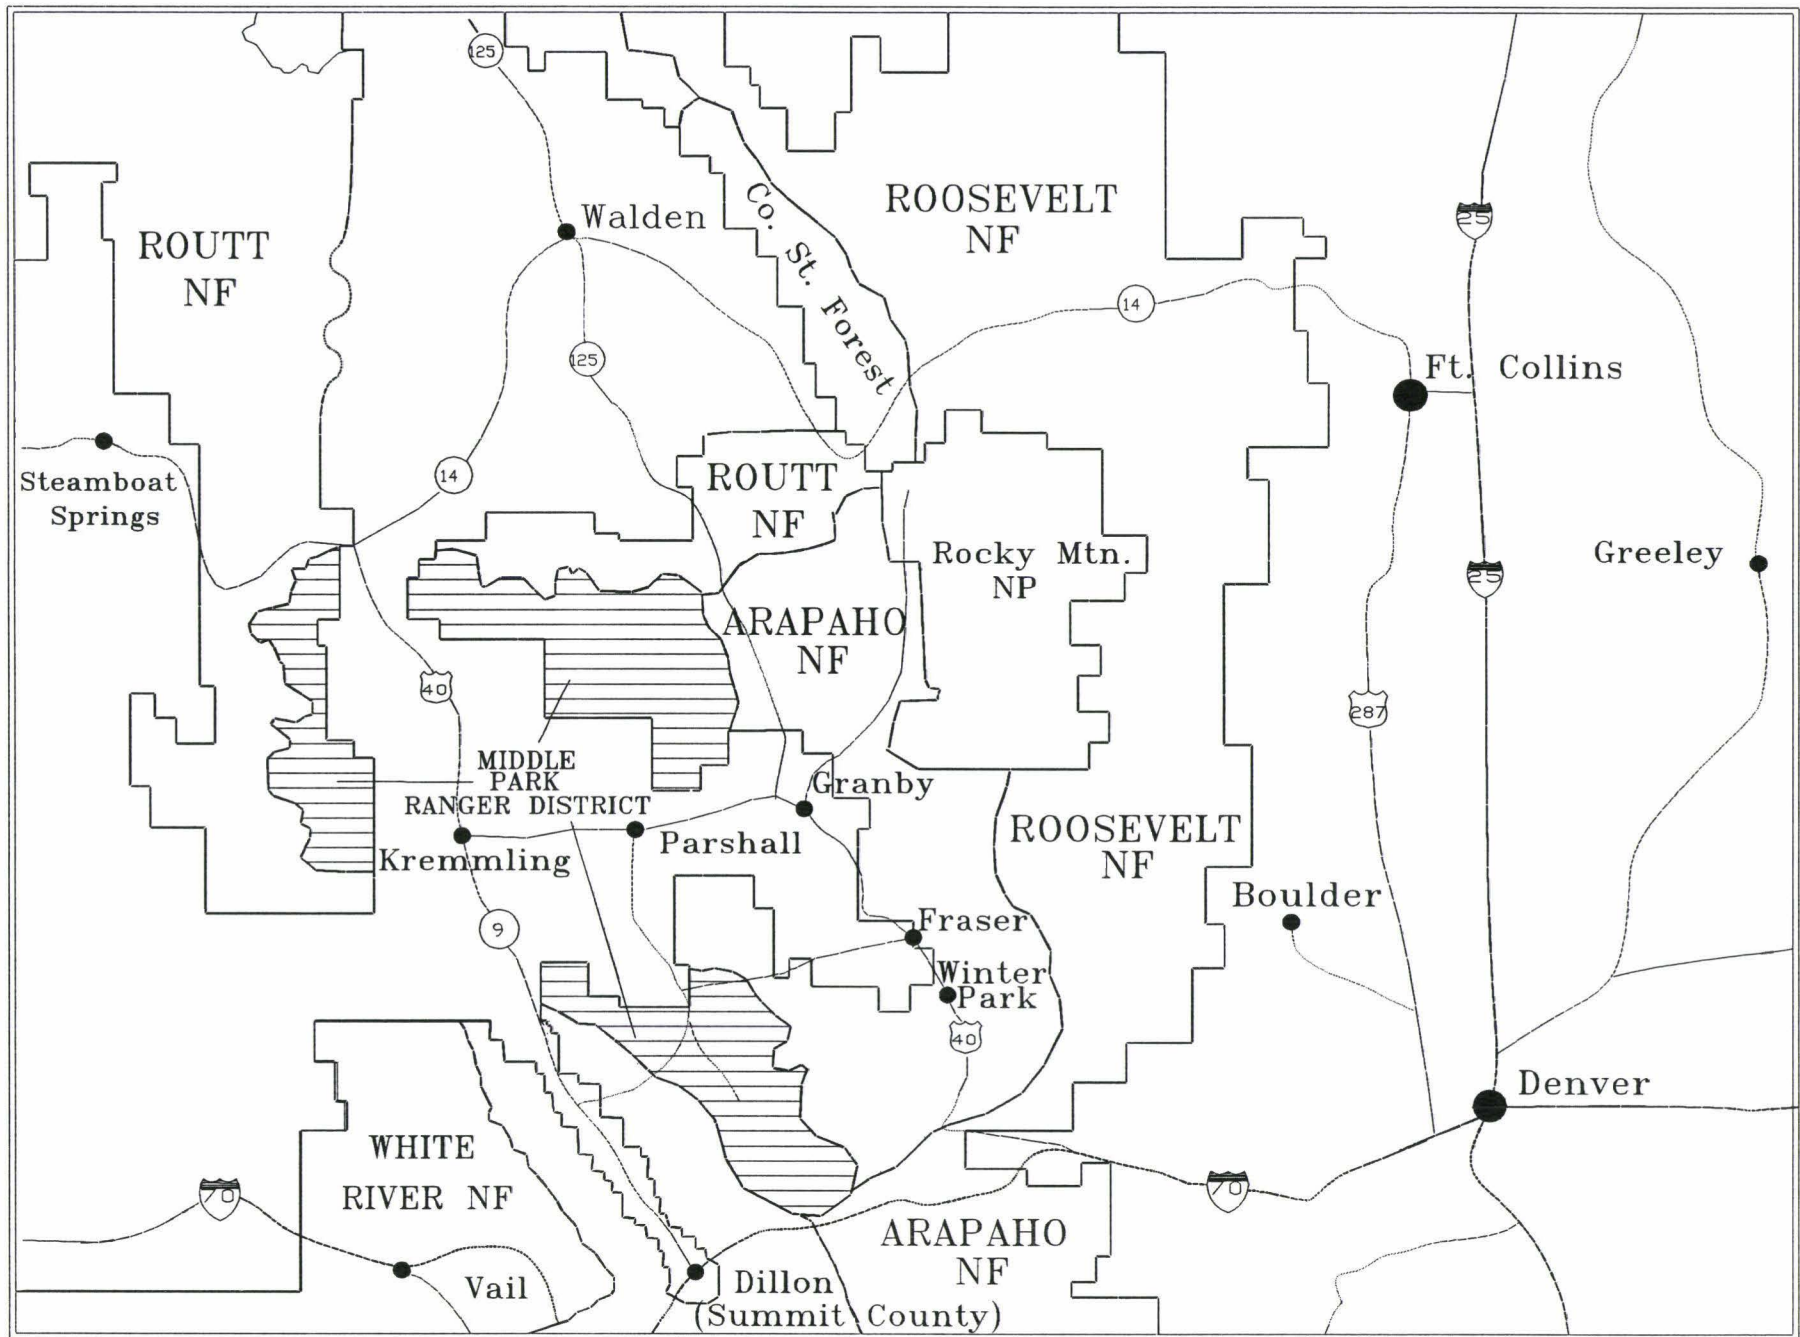 125
ROOSEVELT
NF
Co. St. Forest
Walden
25
ROUTT
NF
14
125
Ft. Collins
Steamboat
Springs
14
ROUTT
NF
Rocky Mtn.
NP
25
Greeley
ARAPAHO
NF
40
287
MIDDLE
PARK
RANGER DISTRICT
Granby
Parshall
Kremmling
ROOSEVELT
NF
Boulder
9
Fraser
Winter
Park
40
Denver
WHITE
RIVER NF
70
70
ARAPAHO
NF
Vail
Dillon
(Summit County)